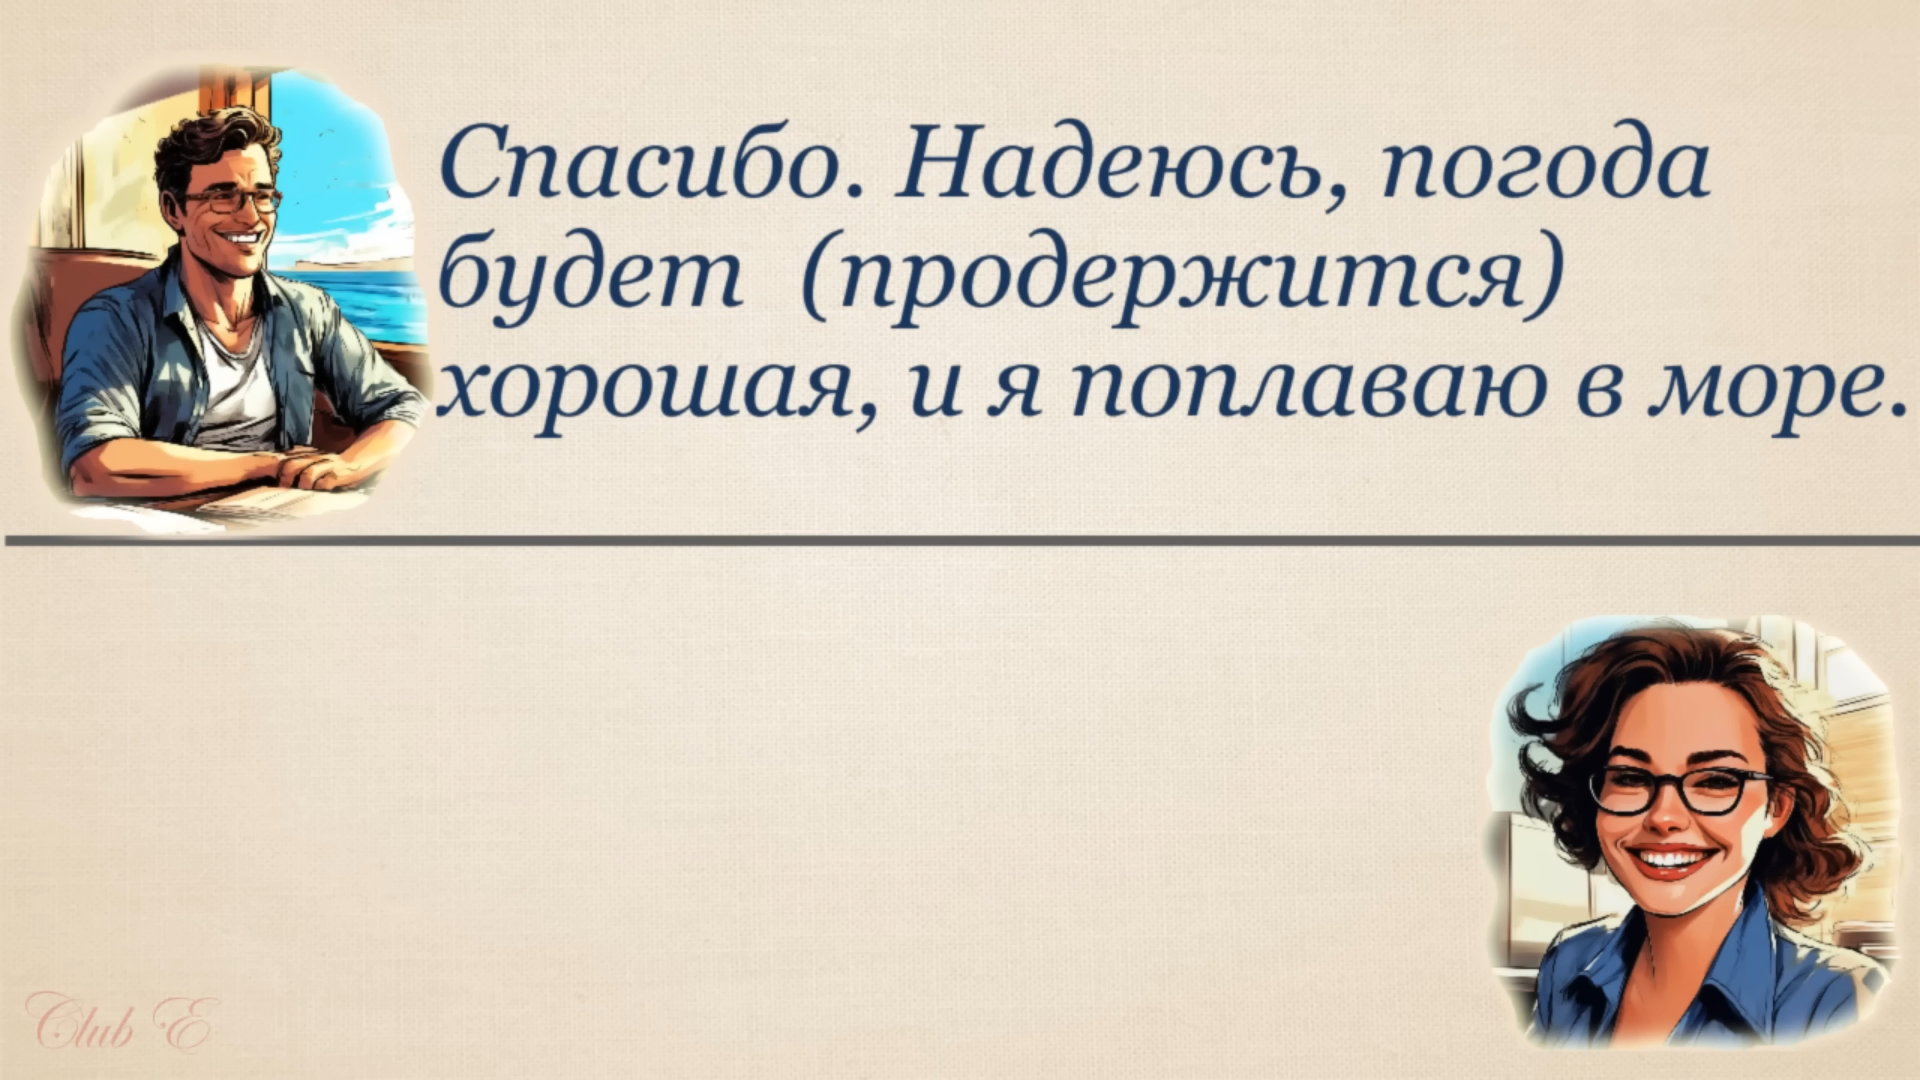 Спасибо. Надеюсь, погода
будет (продержится)
хорошая, и я поплаваю в море.
Club E